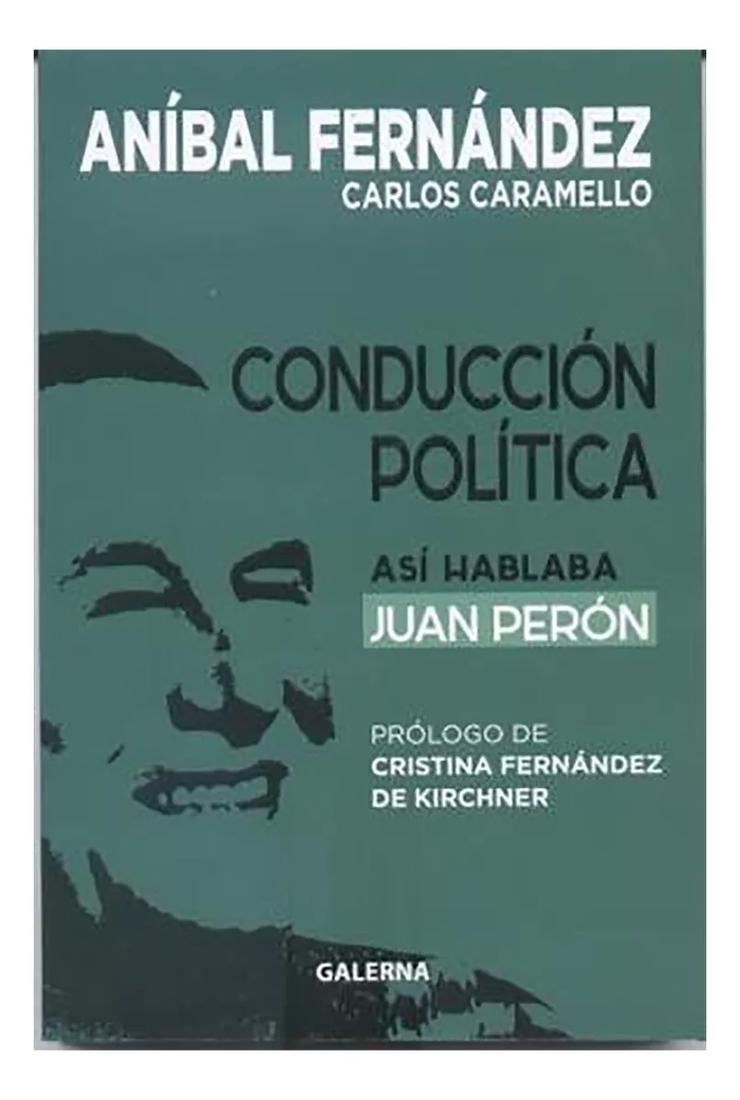 ANÍBAL FERNÁNDEZ
CARLOS CARAMELLO
CONDUCCIÓN
POLÍTICA
ASÍ HABLABA
JUAN PERÓN
PRÓLOGO DE
CRISTINA FERNÁNDEZ
DE KIRCHNER
GALERNA